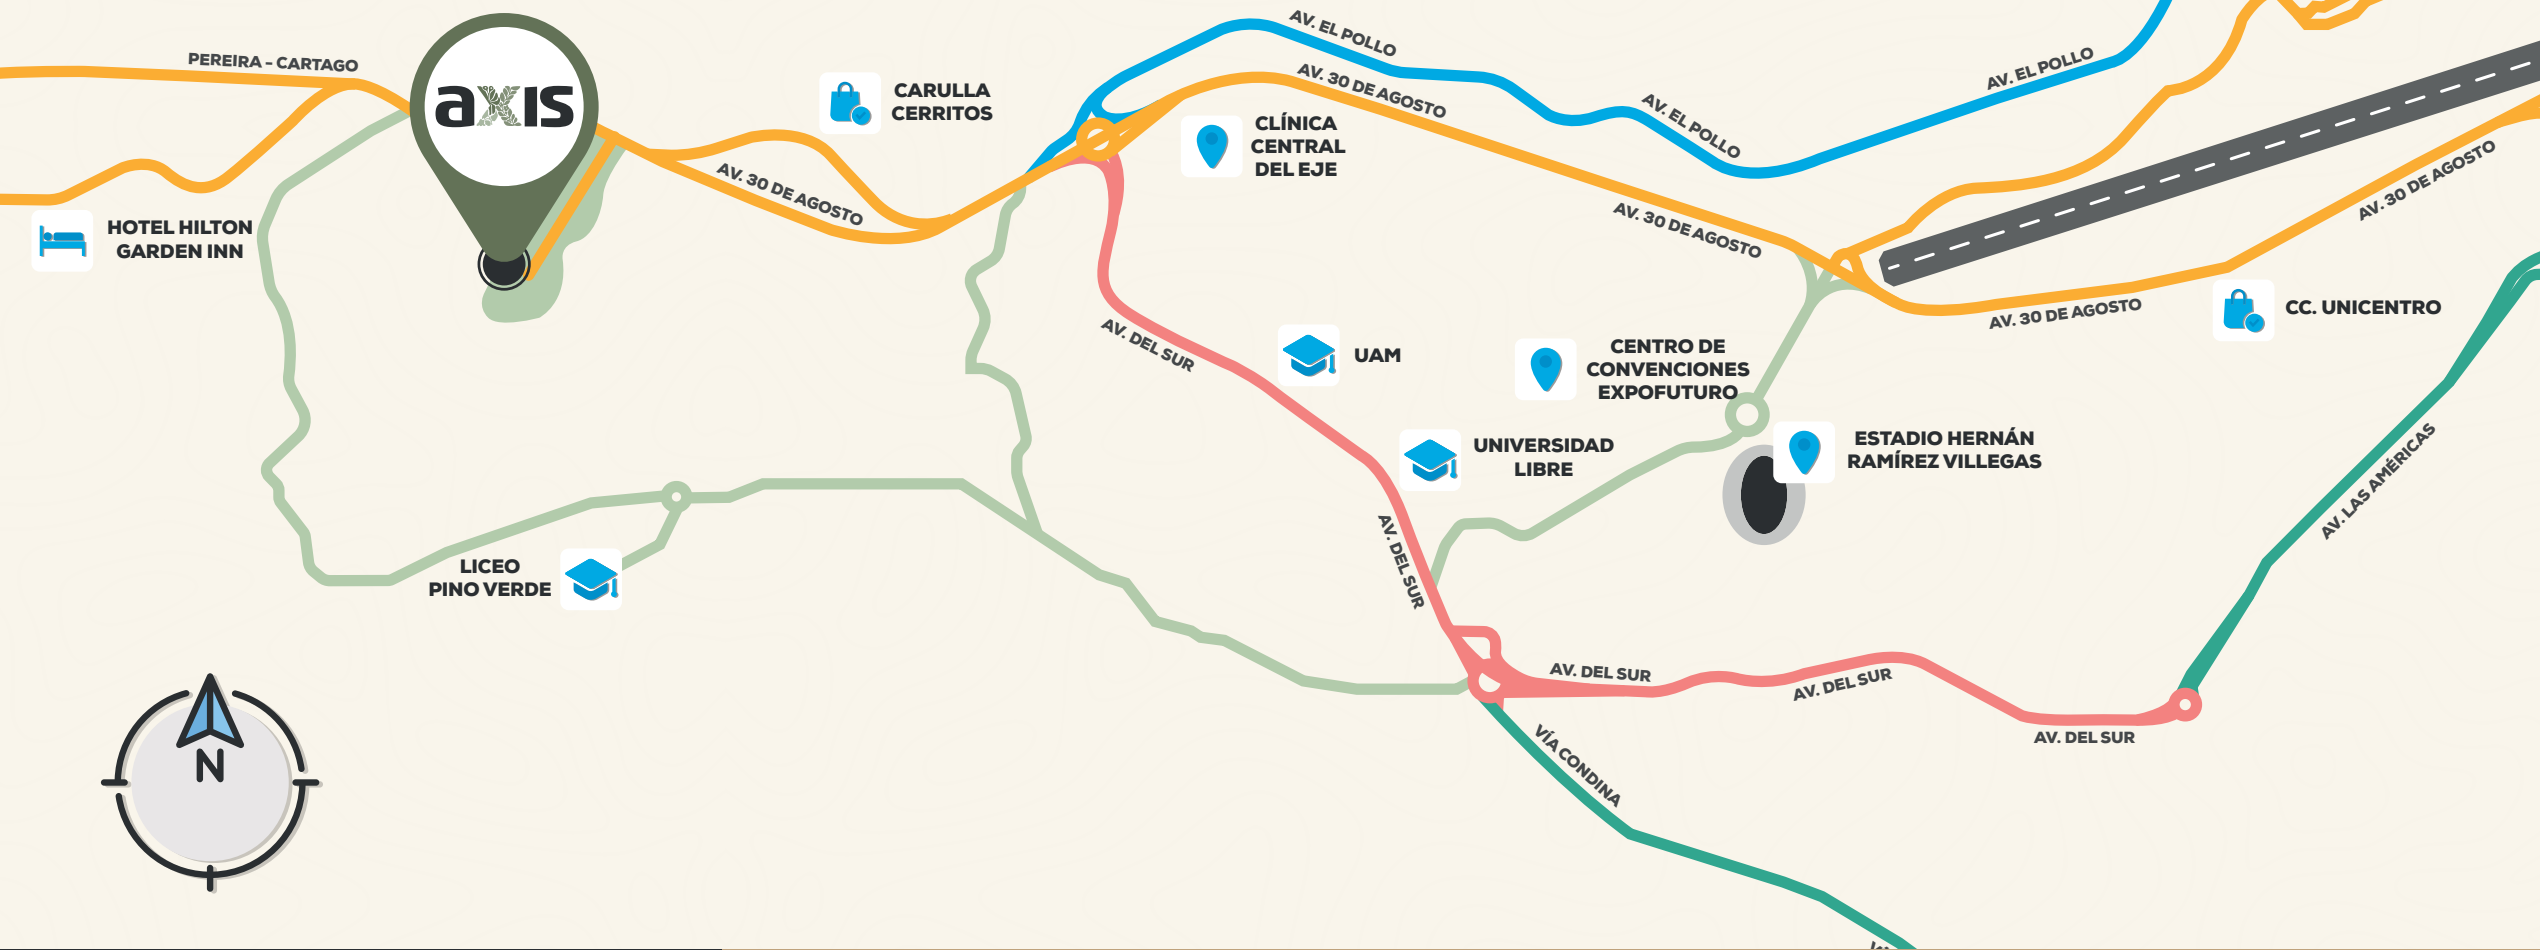 PEREIRA - CARTAGO
axis
HOTEL HILTON
GARDEN INN
CARULLA
CERRITOS
AV. 30 DE AGOSTO
AV. EL POLLO
AV. 30 DE AGOSTO
CLÍNICA
CENTRAL
DEL EJE
AV. EL POLLO
AV. EL POLLO
AV. 30 DE AGOSTO
AV. 30 DE AGOSTO
AV. 30 DE AGOSTO
CC. UNICENTRO
AV. DEL SUR
UAM
CENTRO DE
CONVENCIONES
EXPOFUTURO
UNIVERSIDAD
LIBRE
ESTADIO HERNÁN
RAMÍREZ VILLEGAS
AV. LAS AMÉRICAS
AV. DEL SUR
LICEO
PINO VERDE
AV. DEL SUR
AV. DEL SUR
AV. DEL SUR
VÍA CONDINA
N